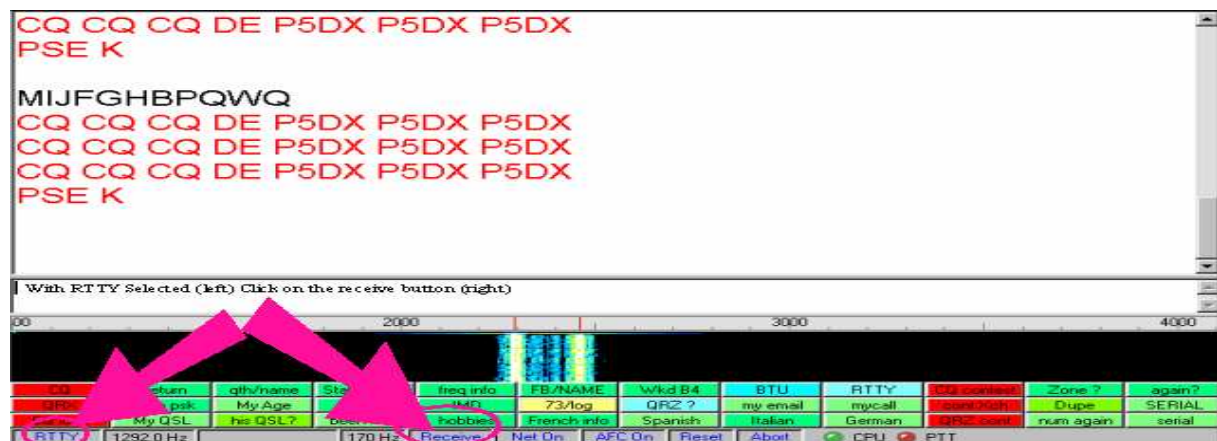 CQ CQ CQ DE P5DX P5DX P5DX
PSE K
MIJFGHBPQWQ
CQ CQ CQ DE P5DX P5DX P5DX
CQ CQ CQ DE P5DX P5DX P5DX
CQ CQ CQ DE P5DX P5DX P5DX
PSE K
With RTTY Selected (left) Click on the receive button (right)
2000 3000 4000
CQ qth/name freq info FB/NAME Wkd B4 BTU RTTY CQ contest Zone ? again?
psk My Age IMD 73/log QRZ ? my email mycall Dupe SERIAL
My QSL his QSL? hobbies French info Spanish Italian German QRZ cont num again serial
RTTY 1292.0 Hz 170 Hz Receive Net On AFC On Reset Abort CPU PTT